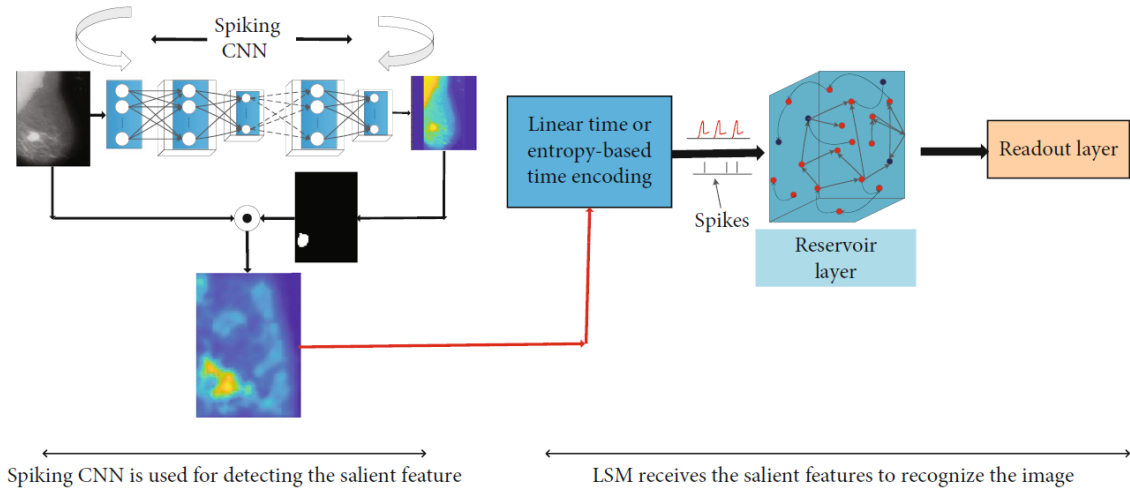 Spiking
CNN
Linear time or
entropy-based
time encoding
Spikes
Reservoir
layer
Readout layer
Spiking CNN is used for detecting the salient feature
LSM receives the salient features to recognize the image